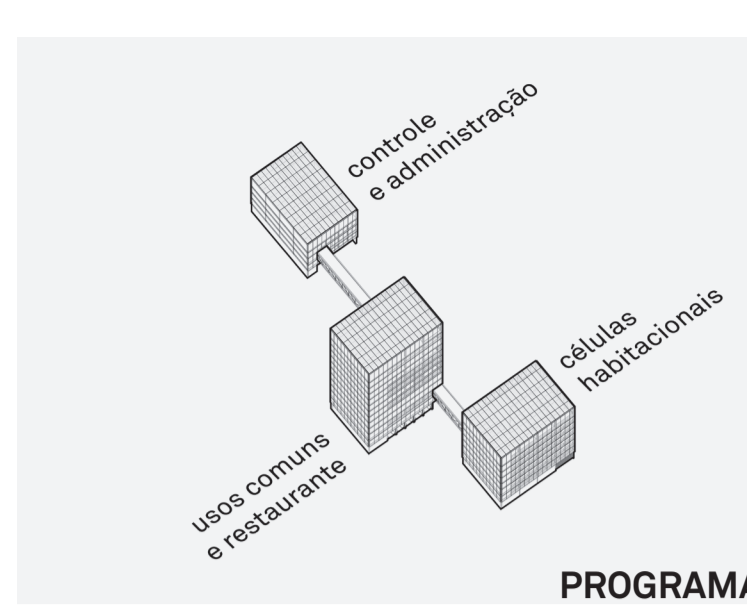 controle
e administração
células
habitacionais
usos comuns
e restaurante
PROGRAMA